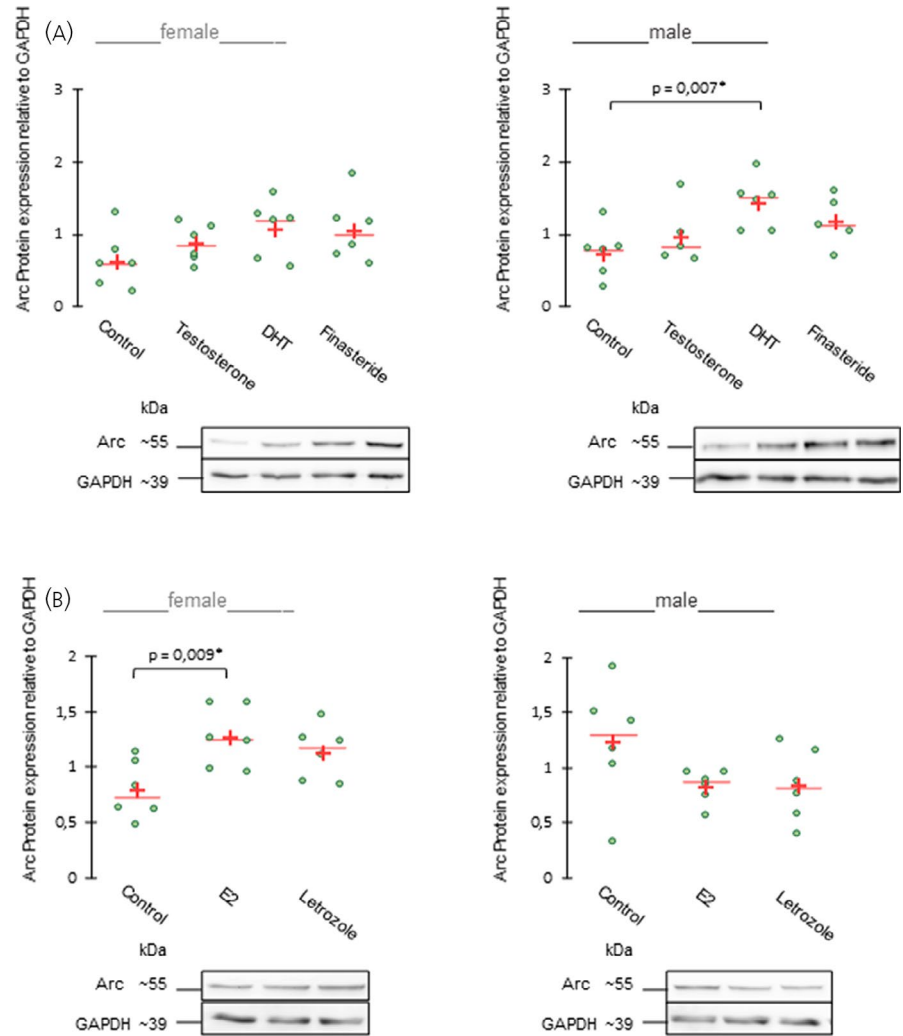 (A)
female
Arc Protein expression relative to GAPDH
3
2
1
0
Control
Testosterone
DHT
Finasteride
kDa
Arc ~55
GAPDH ~39
male
Arc Protein expression relative to GAPDH
p = 0,007*
3
2
1
0
Control
Testosterone
DHT
Finasteride
kDa
Arc ~55
GAPDH ~39
(B)
female
Arc Protein expression relative to GAPDH
p = 0,009*
2
1,5
1
0,5
0
Control
E2
Letrozole
kDa
Arc ~55
GAPDH ~39
male
Arc Protein expression relative to GAPDH
2
1,5
1
0,5
0
Control
E2
Letrozole
kDa
Arc ~55
GAPDH ~39